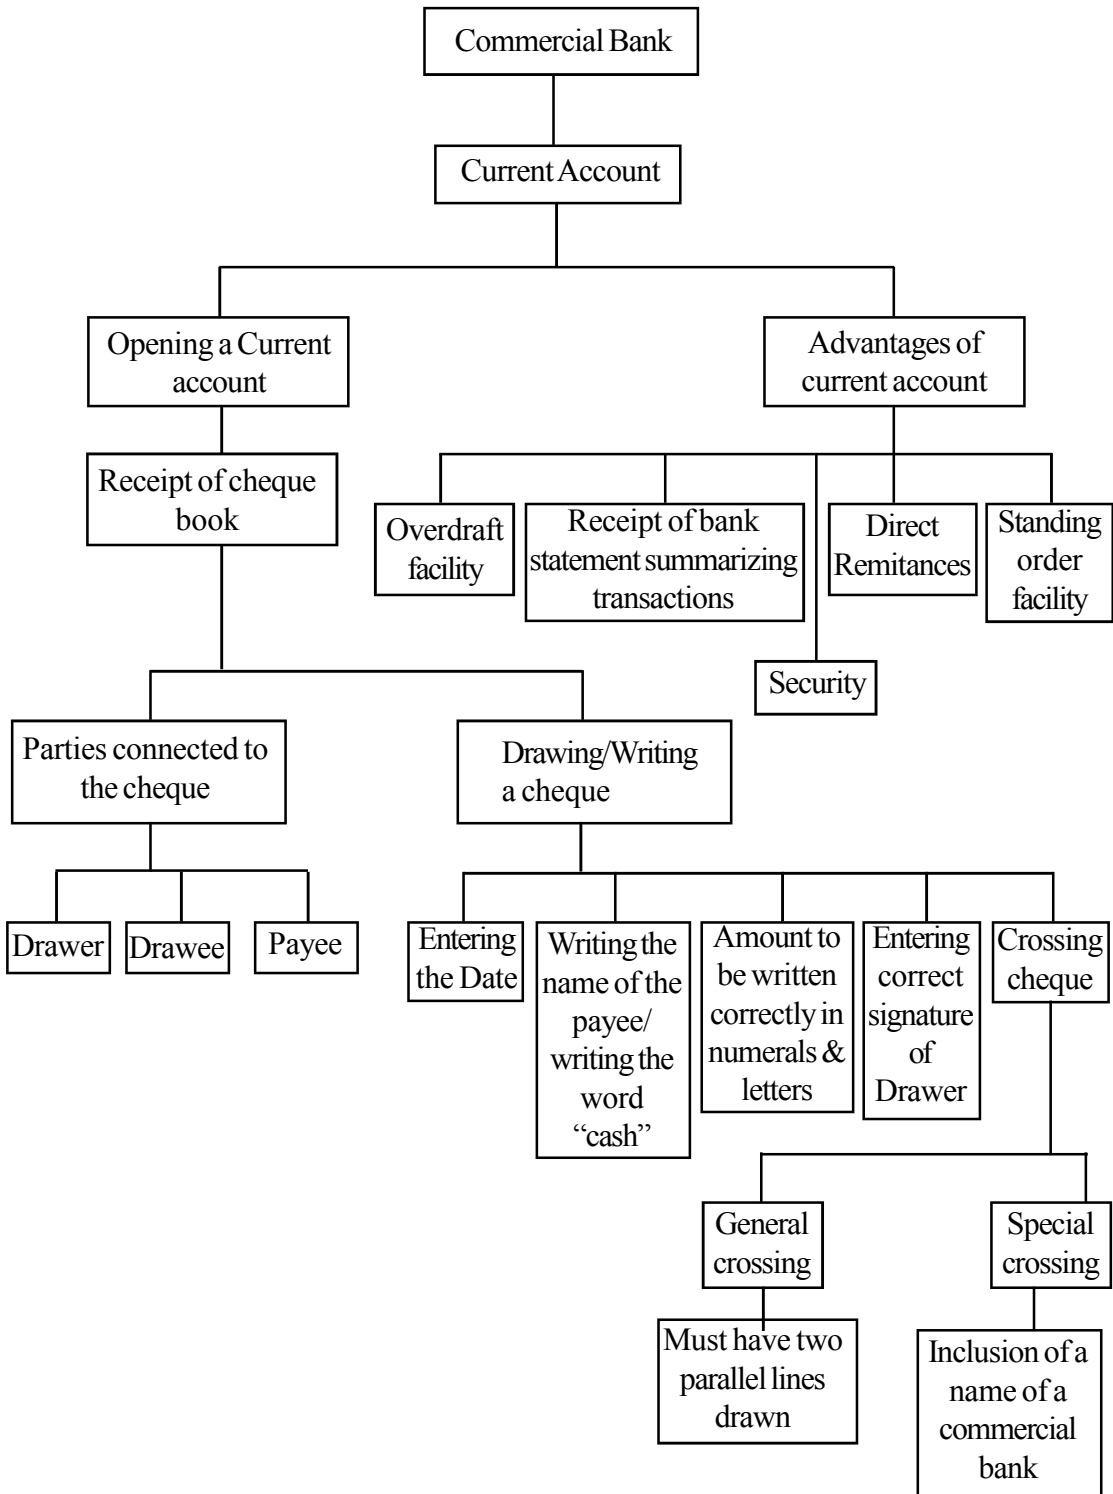 Commercial Bank
Current Account
Opening a Current
account
Advantages of
current account
Receipt of cheque
book
Overdraft
facility
Receipt of bank
statement summarizing
transactions
Direct
Remitances
Standing
order
facility
Security
Parties connected to
the cheque
Drawing/Writing
a cheque
Drawer
Drawee
Payee
Entering
the Date
Writing the
name of the
payee/
writing the
word
“cash”
Amount to
be written
correctly in
numerals &
letters
Entering
correct
signature
of
Drawer
Crossing
cheque
General
crossing
Special
crossing
Must have two
parallel lines
drawn
Inclusion of a
name of a
commercial
bank